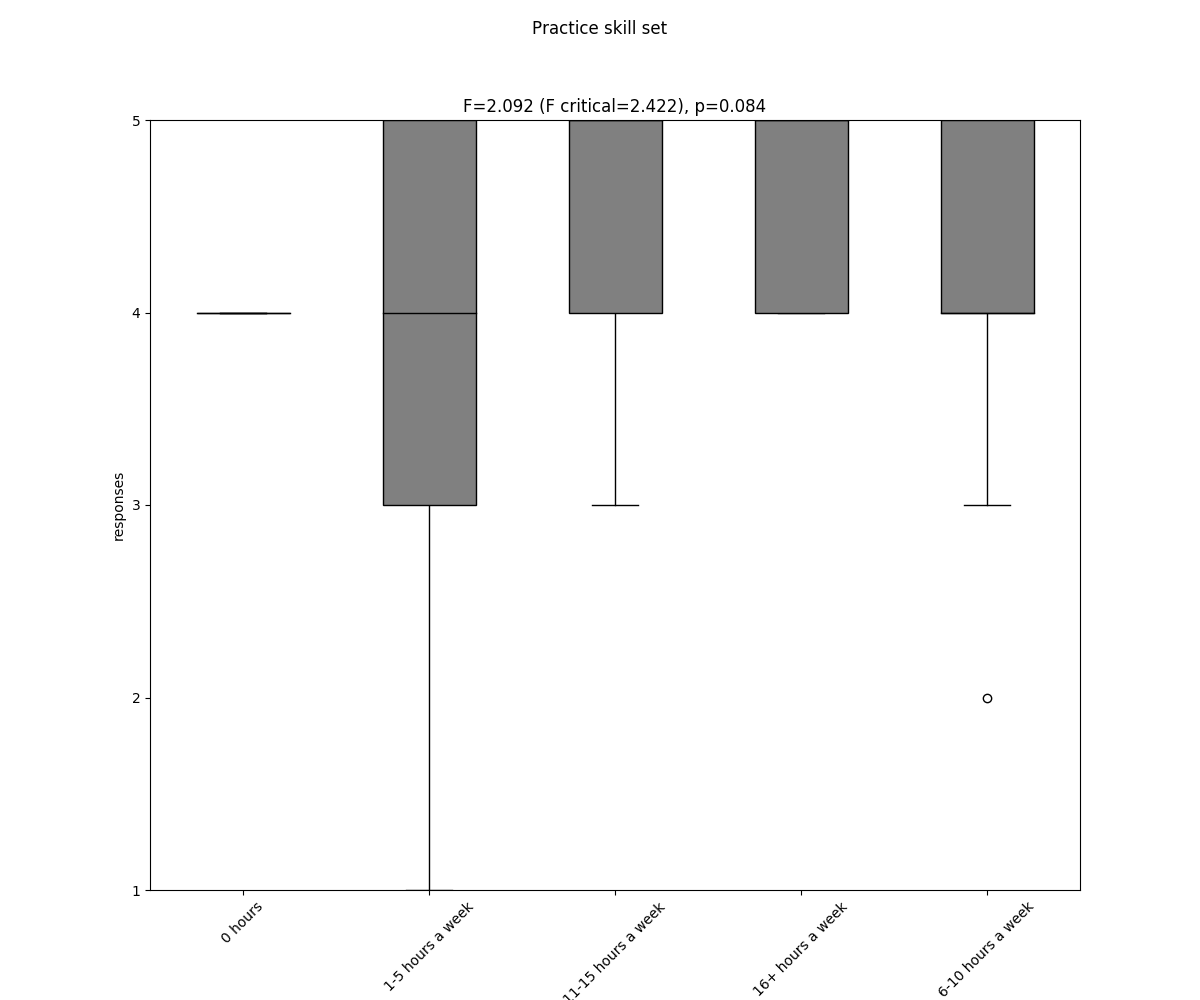 Practice skill set
F=2.092 (F critical=2.422), p=0.084
responses
5
4
3
2
1
0 hours
1-5 hours a week
11-15 hours a week
16+ hours a week
6-10 hours a week